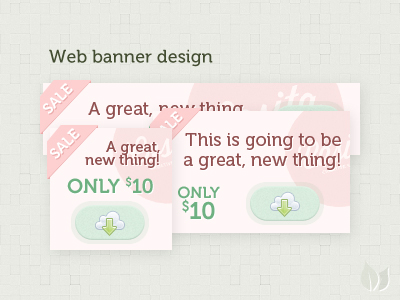 Web banner design
SALE
A great, new thing
SALE
A great,
new thing!
ONLY $10
SALE
This is going to be
a great, new thing!
ONLY
$10